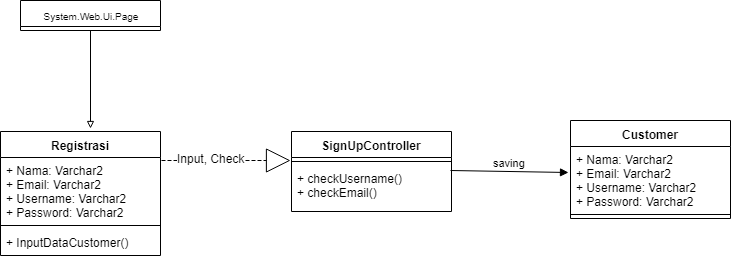 System.Web.Ui.Page
Registrasi
+ Nama: Varchar2
+ Email: Varchar2
+ Username: Varchar2
+ Password: Varchar2
+ InputDataCustomer()
Input, Check
SignUpController
+ checkUsername()
+ checkEmail()
saving
Customer
+ Nama: Varchar2
+ Email: Varchar2
+ Username: Varchar2
+ Password: Varchar2